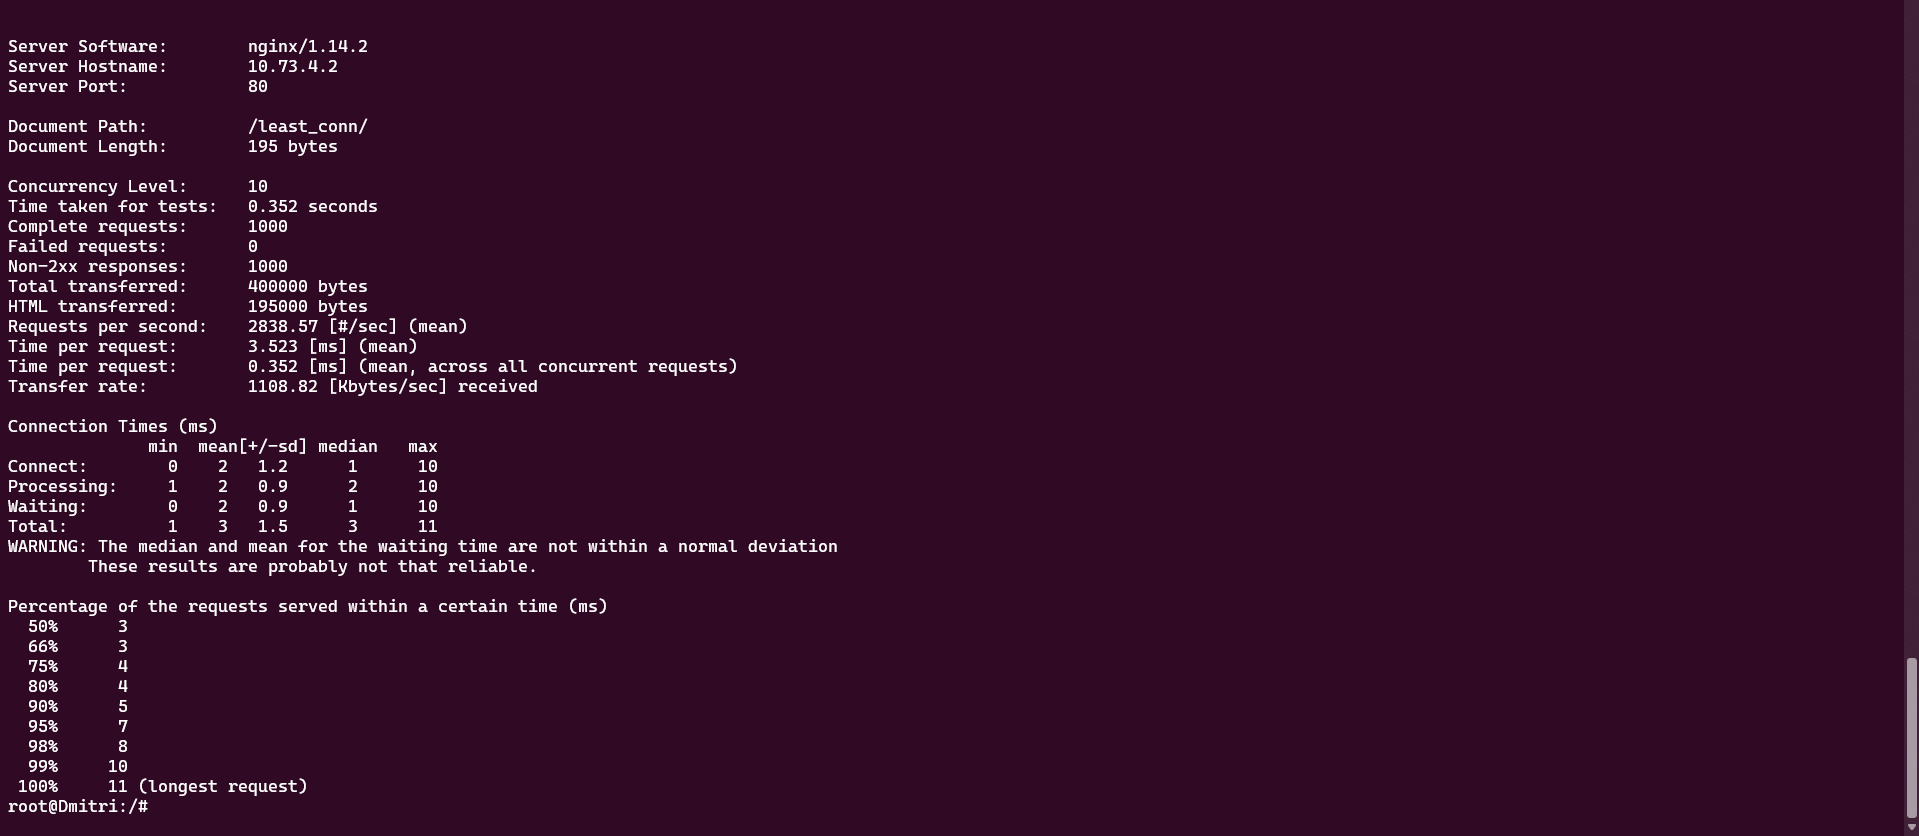 Server Software:        nginx/1.14.2
Server Hostname:        10.73.4.2
Server Port:            80
Document Path:          /least_conn/
Document Length:        195 bytes
Concurrency Level:      10
Time taken for tests:   0.352 seconds
Complete requests:      1000
Failed requests:        0
Non-2xx responses:      1000
Total transferred:      400000 bytes
HTML transferred:       195000 bytes
Requests per second:    2838.57 [#/sec] (mean)
Time per request:       3.523 [ms] (mean)
Time per request:       0.352 [ms] (mean, across all concurrent requests)
Transfer rate:          1108.82 [Kbytes/sec] received
Connection Times (ms)
              min  mean[+/-sd] median   max
Connect:        0    2   1.2      1      10
Processing:     1    2   0.9      2      10
Waiting:        0    2   0.9      1      10
Total:          1    3   1.5      3      11
WARNING: The median and mean for the waiting time are not within a normal deviation
        These results are probably not that reliable.
Percentage of the requests served within a certain time (ms)
  50%      3
  66%      3
  75%      4
  80%      4
  90%      5
  95%      7
  98%      8
  99%     10
 100%     11 (longest request)
root@Dmitri:/#